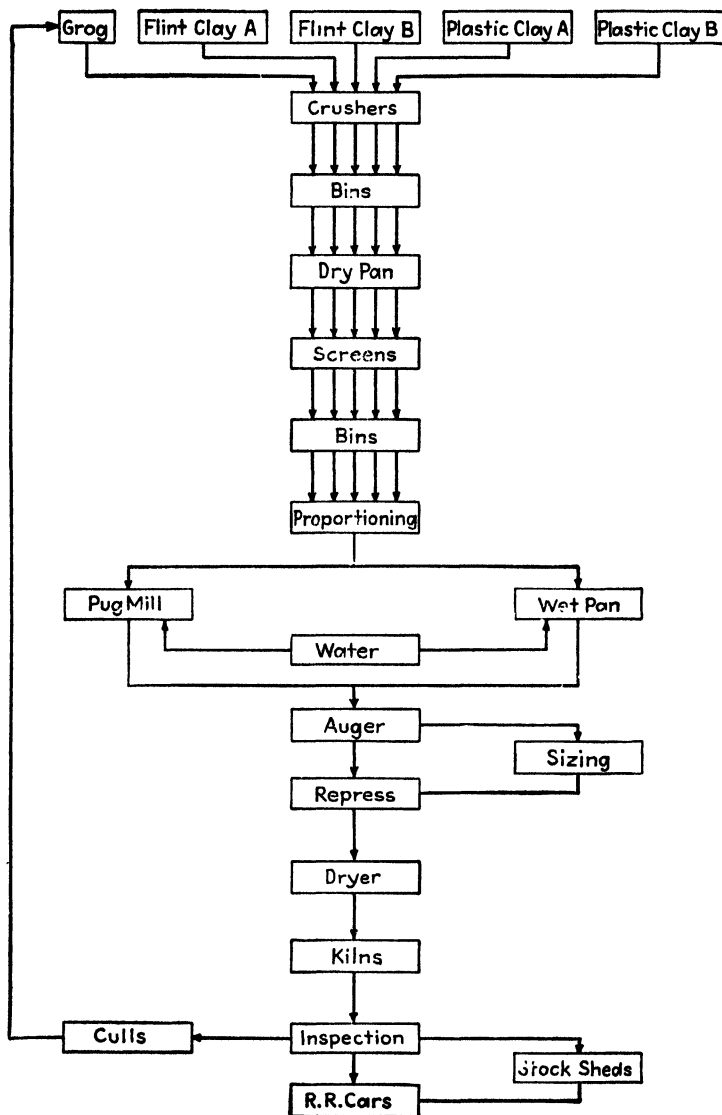 Grog
Flint Clay A
Flint Clay B
Plastic Clay A
Plastic Clay B
Crushers
Bins
Dry Pan
Screens
Bins
Proportioning
Pug Mill
Wet Pan
Water
Auger
Sizing
Repress
Dryer
Kilns
Culls
Inspection
Stock Sheds
R.R.Cars